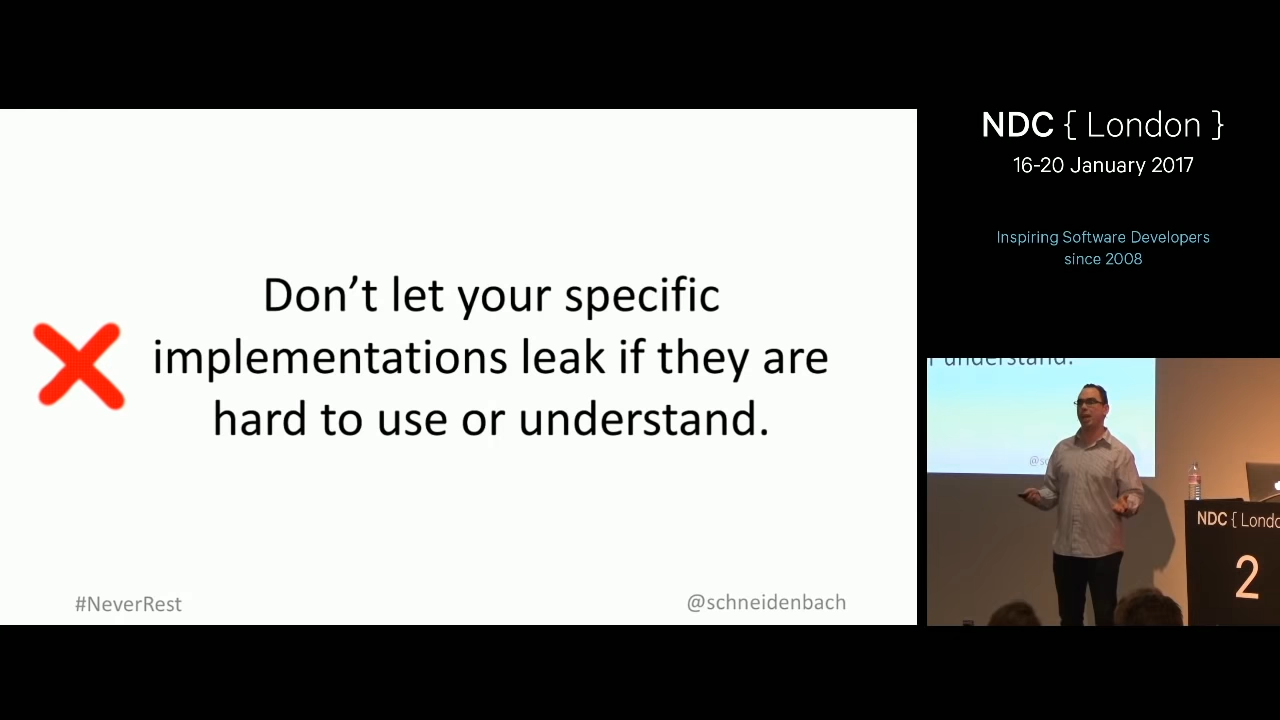 Don't let your specific
implementations leak if they are
hard to use or understand.
#NeverRest
@schneidenbach
NDC { London }
16-20 January 2017
Inspiring Software Developers
since 2008
understand.
@sc
NDC { Londo
2